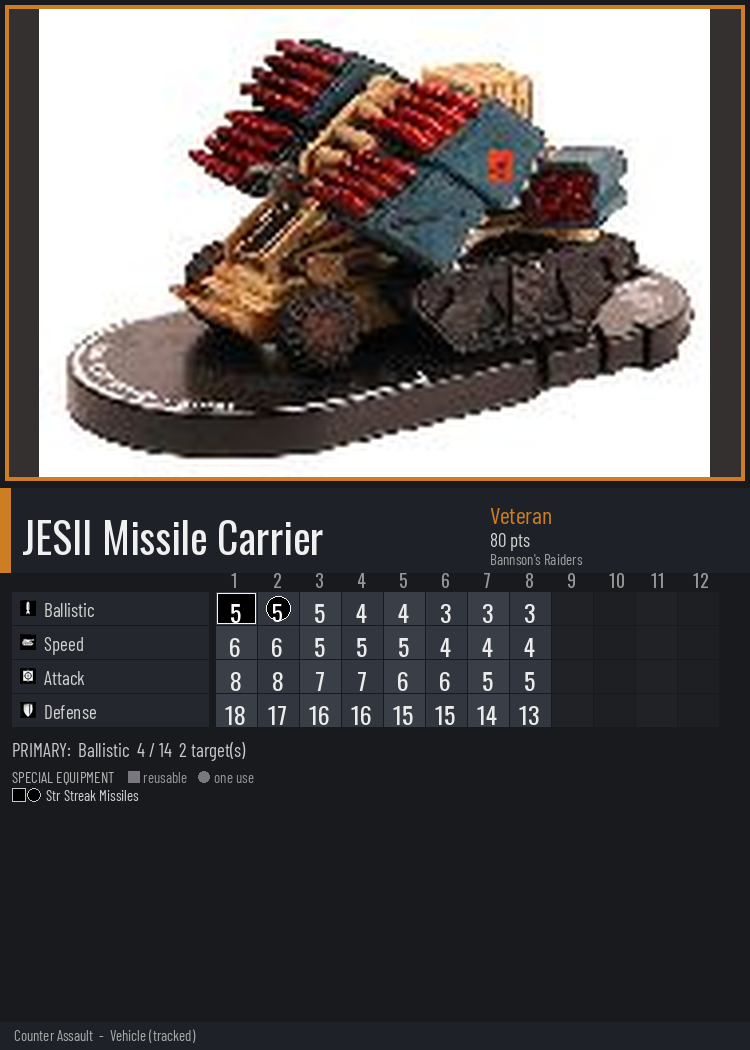 JESII Missile Carrier
Veteran
80 pts
Bannson's Raiders
1 2 3 4 5 6 7 8 9 10 11 12
Ballistic 5 5 5 4 4 3 3 3
Speed 6 6 5 5 5 4 4 4
Attack 8 8 7 7 6 6 5 5
Defense 18 17 16 16 15 15 14 13
PRIMARY: Ballistic 4 / 14 2 target(s)
SPECIAL EQUIPMENT reusable one use
Str Streak Missiles
Counter Assault - Vehicle (tracked)